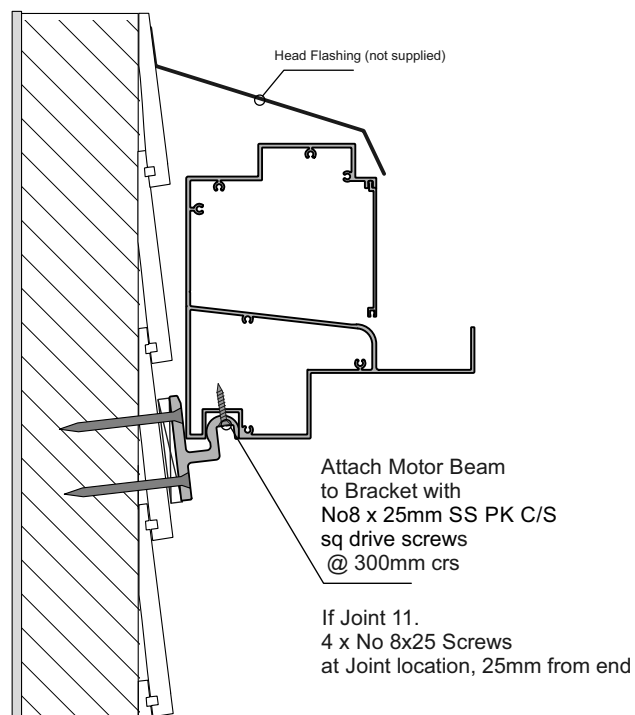 Head Flashing (not supplied)
Attach Motor Beam
to Bracket with
No8 x 25mm SS PK C/S
sq drive screws
@ 300mm crs
If Joint 11.
4 x No 8x25 Screws
at Joint location, 25mm from end